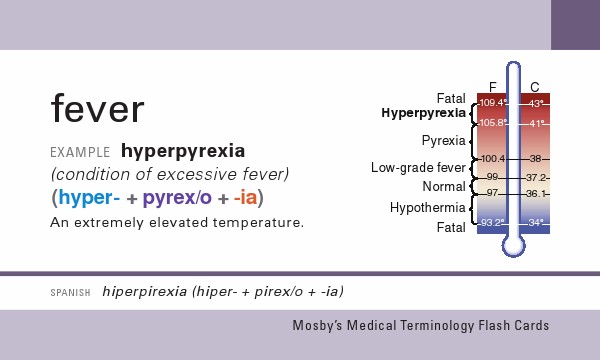 fever
EXAMPLE hyperpyrexia
(condition of excessive fever)
(hyper- + pyrex/o + -ia)
An extremely elevated temperature.
F C
Fatal
109.4° 43°
Hyperpyrexia
105.8° 41°
Pyrexia
100.4 38
Low-grade fever
99 37.2
Normal
97 36.1
Hypothermia
93.2° 34°
Fatal
SPANISH hiperpirexia (hiper- + pirex/o + -ia)
Mosby's Medical Terminology Flash Cards